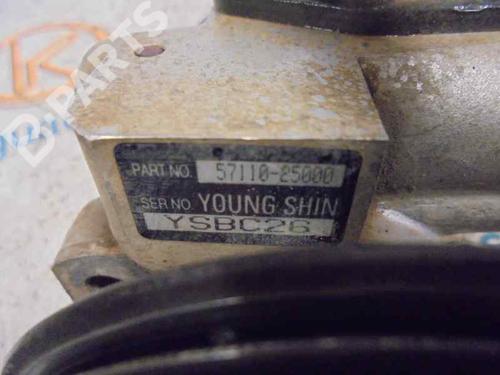 B PARTS
PART NO. 57110-25000
SER NO. YOUNG SHIN
YSBC26